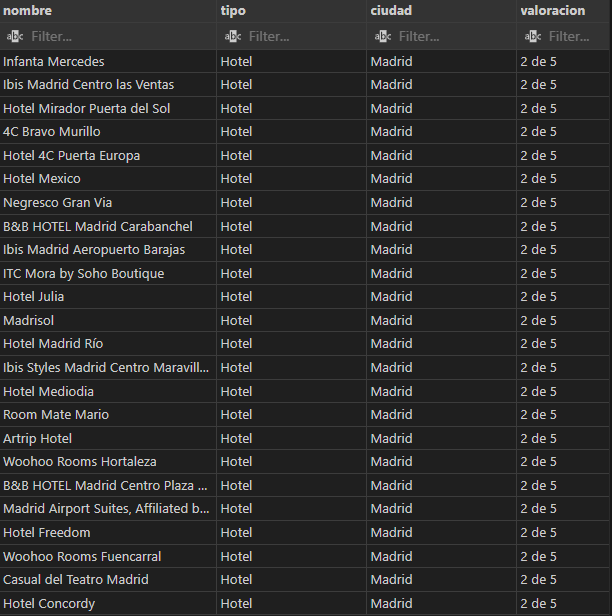 nombre tipo ciudad valoracion
abc Filter... abc Filter... abc Filter... abc Filter...
Infanta Mercedes Hotel Madrid 2 de 5
Ibis Madrid Centro las Ventas Hotel Madrid 2 de 5
Hotel Mirador Puerta del Sol Hotel Madrid 2 de 5
4C Bravo Murillo Hotel Madrid 2 de 5
Hotel 4C Puerta Europa Hotel Madrid 2 de 5
Hotel Mexico Hotel Madrid 2 de 5
Negresco Gran Via Hotel Madrid 2 de 5
B&B HOTEL Madrid Carabanchel Hotel Madrid 2 de 5
Ibis Madrid Aeropuerto Barajas Hotel Madrid 2 de 5
ITC Mora by Soho Boutique Hotel Madrid 2 de 5
Hotel Julia Hotel Madrid 2 de 5
Madrisol Hotel Madrid 2 de 5
Hotel Madrid Río Hotel Madrid 2 de 5
Ibis Styles Madrid Centro Maravill... Hotel Madrid 2 de 5
Hotel Mediodia Hotel Madrid 2 de 5
Room Mate Mario Hotel Madrid 2 de 5
Artrip Hotel Hotel Madrid 2 de 5
Woohoo Rooms Hortaleza Hotel Madrid 2 de 5
B&B HOTEL Madrid Centro Plaza ... Hotel Madrid 2 de 5
Madrid Airport Suites, Affiliated b... Hotel Madrid 2 de 5
Hotel Freedom Hotel Madrid 2 de 5
Woohoo Rooms Fuencarral Hotel Madrid 2 de 5
Casual del Teatro Madrid Hotel Madrid 2 de 5
Hotel Concordy Hotel Madrid 2 de 5